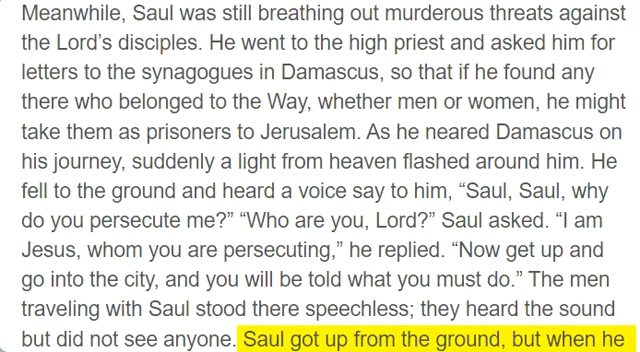 Meanwhile, Saul was still breathing out murderous threats against
the Lord’s disciples. He went to the high priest and asked him for
letters to the synagogues in Damascus, so that if he found any
there who belonged to the Way, whether men or women, he might
take them as prisoners to Jerusalem. As he neared Damascus on
his journey, suddenly a light from heaven flashed around him. He
fell to the ground and heard a voice say to him, “Saul, Saul, why
do you persecute me?” “Who are you, Lord?” Saul asked. “I am
Jesus, whom you are persecuting,” he replied. “Now get up and
go into the city, and you will be told what you must do.” The men
traveling with Saul stood there speechless; they heard the sound
but did not see anyone. Saul got up from the ground, but when he